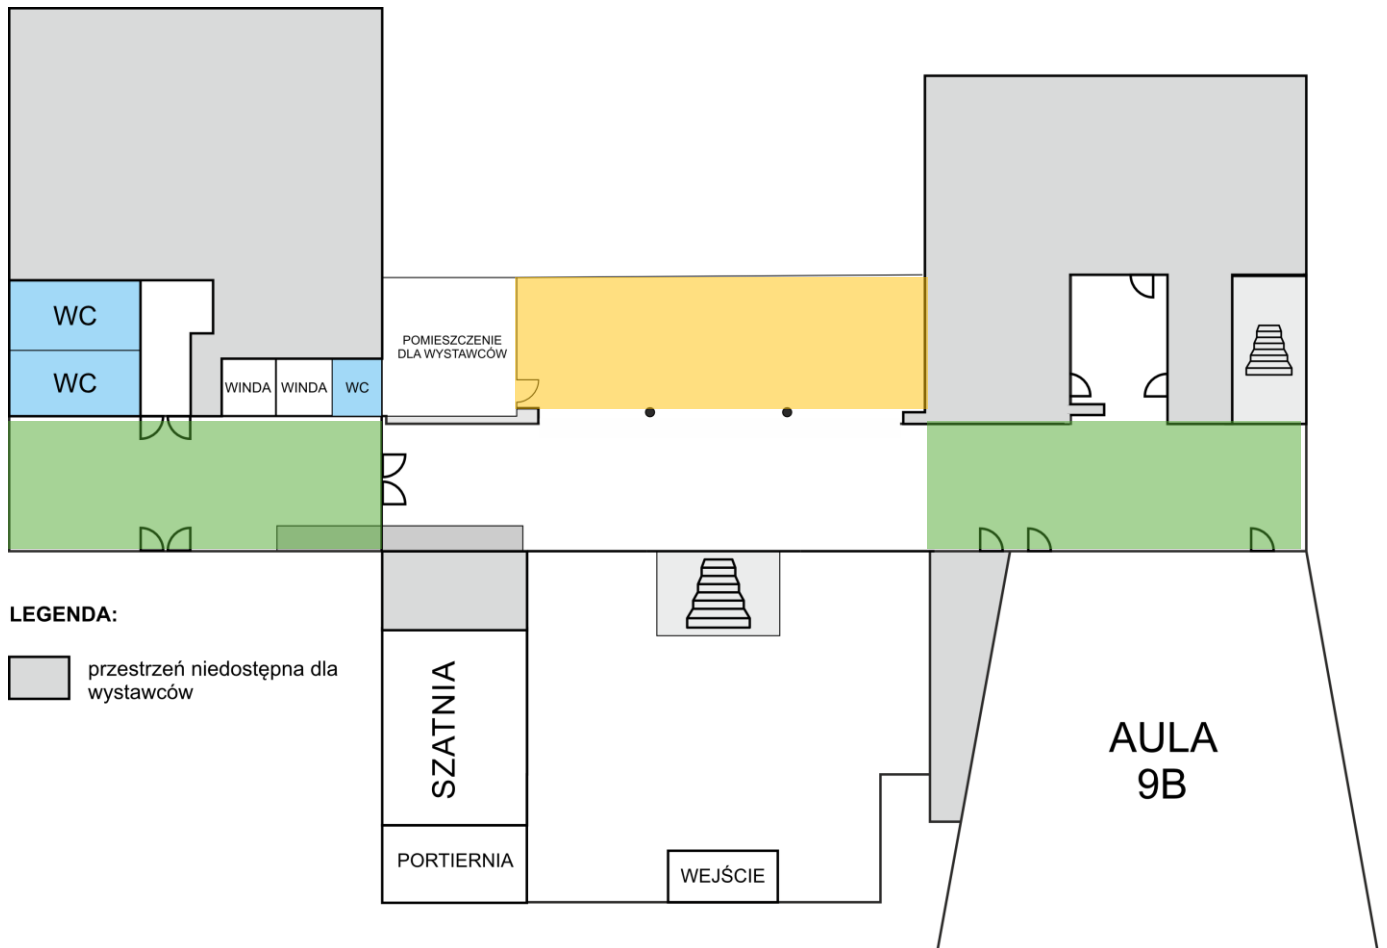 WC
WC
WINDA
WINDA
WC
POMIESZCZENIE
DLA WYSTAWCÓW
LEGENDA:
przestrzeń niedostępna dla
wystawców
SZATNIA
PORTIERNIA
WEJŚCIE
AULA
9B